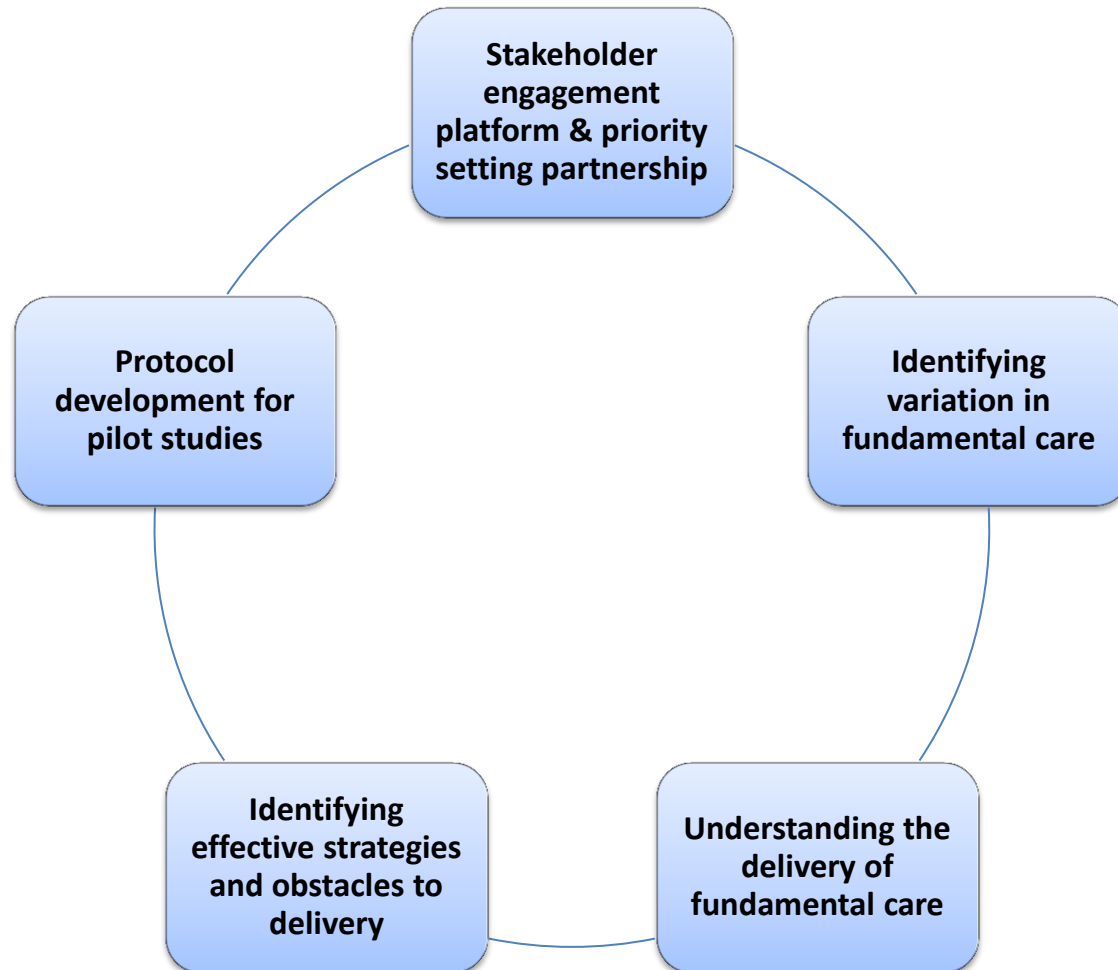 Stakeholder
engagement
platform & priority
setting partnership
Identifying
variation in
fundamental care
Understanding the
delivery of
fundamental care
Identifying
effective strategies
and obstacles to
delivery
Protocol
development for
pilot studies